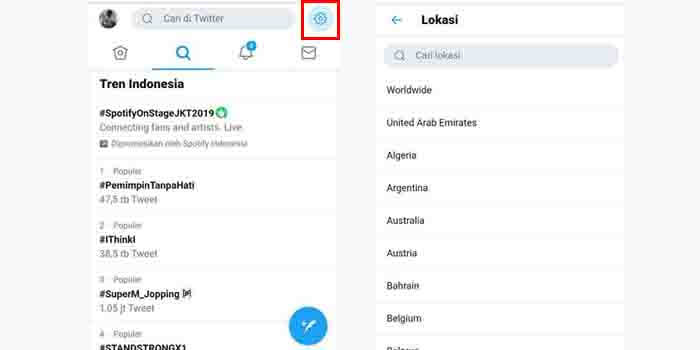 Cari di Twitter
4
Tren Indonesia
#SpotifyOnStageJKT2019
Connecting fans and artists. Live.
Dipromosikan oleh Spotify Indonesia
1 Populer
#PemimpinTanpaHati
47,5 rb Tweet
2 Populer
#IThinkI
38,5 rb Tweet
3 Populer
#SuperM_Jopping
1,05 jt Tweet
4 Populer
#STANDSTRONGX1
Lokasi
Cari lokasi
Worldwide
United Arab Emirates
Algeria
Argentina
Australia
Austria
Bahrain
Belgium